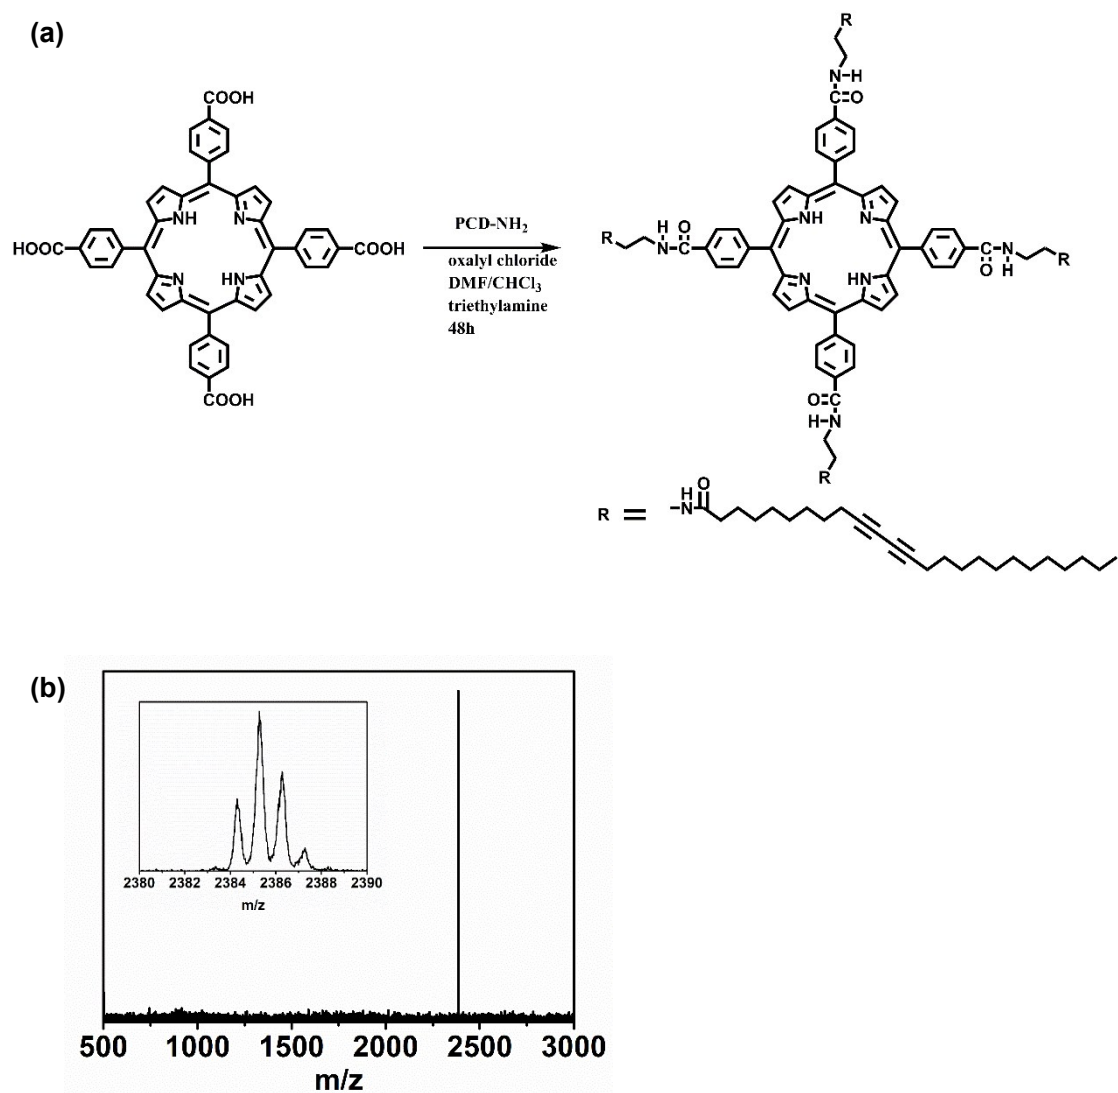 (a)
R
N-H
C=O
COOH
NH
N
N
HN
HOOC
COOH
COOH
PCD-NH₂
oxalyl chloride
DMF/CHCl₃
triethylamine
48h
R
N
H
C
O
NH
N
N
HN
C
O
N
H
R
O=C
H-N
R
R =
H
N
O
(b)
2380 2382 2384 2386 2388 2390
m/z
500 1000 1500 2000 2500 3000
m/z